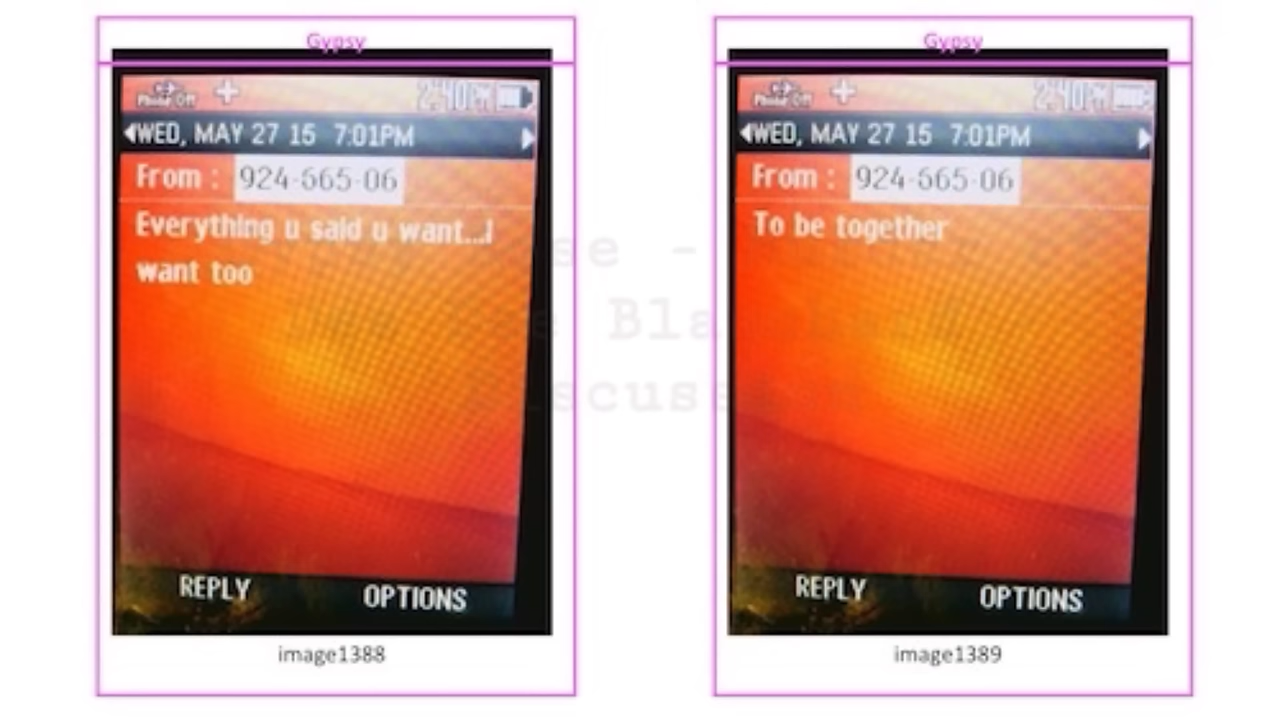 Gypsy
Phone Off 2:40PM
WED, MAY 27 15 7:01PM
From : 924-565-06
Everything u said u want...I
want too
REPLY OPTIONS
image1388
Gypsy
Phone Off 2:40PM
WED, MAY 27 15 7:01PM
From : 924-565-06
To be together
REPLY OPTIONS
image1389